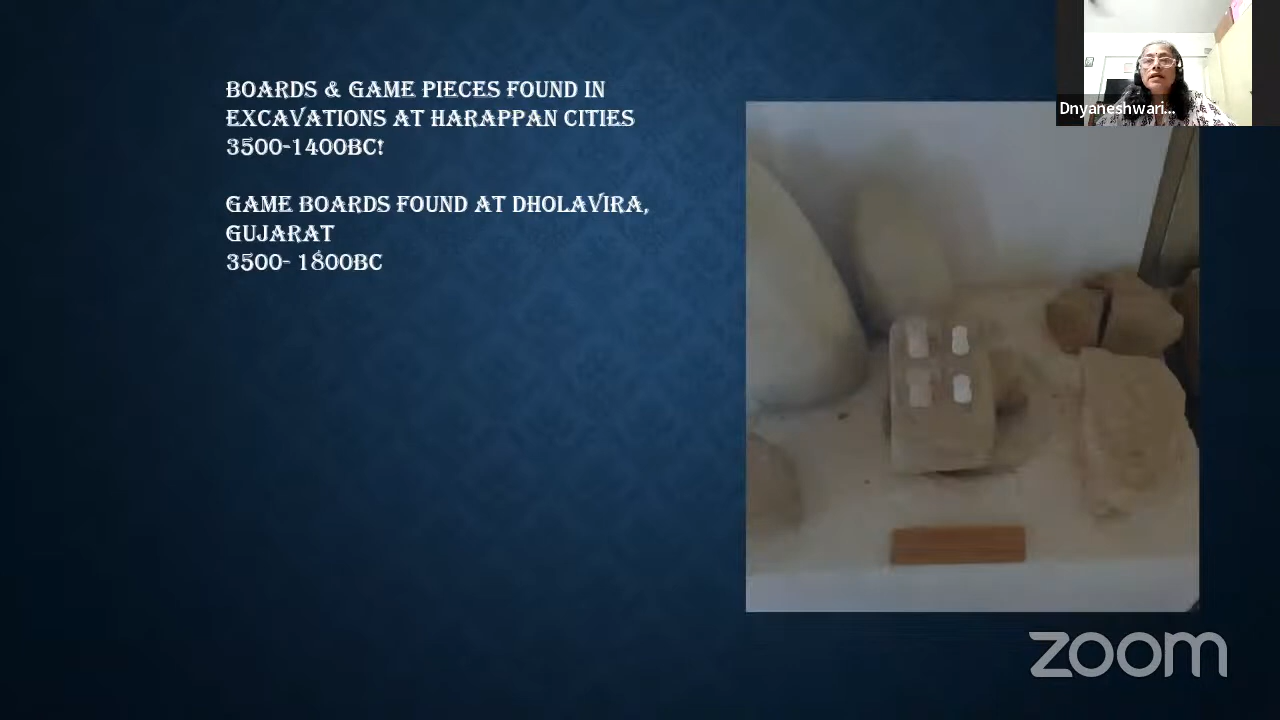 BOARDS & GAME PIECES FOUND IN
EXCAVATIONS AT HARAPPAN CITIES
3500-1400BC!
GAME BOARDS FOUND AT DHOLAVIRA,
GUJARAT
3500- 1800BC
Dnyaneshwari...
zoom